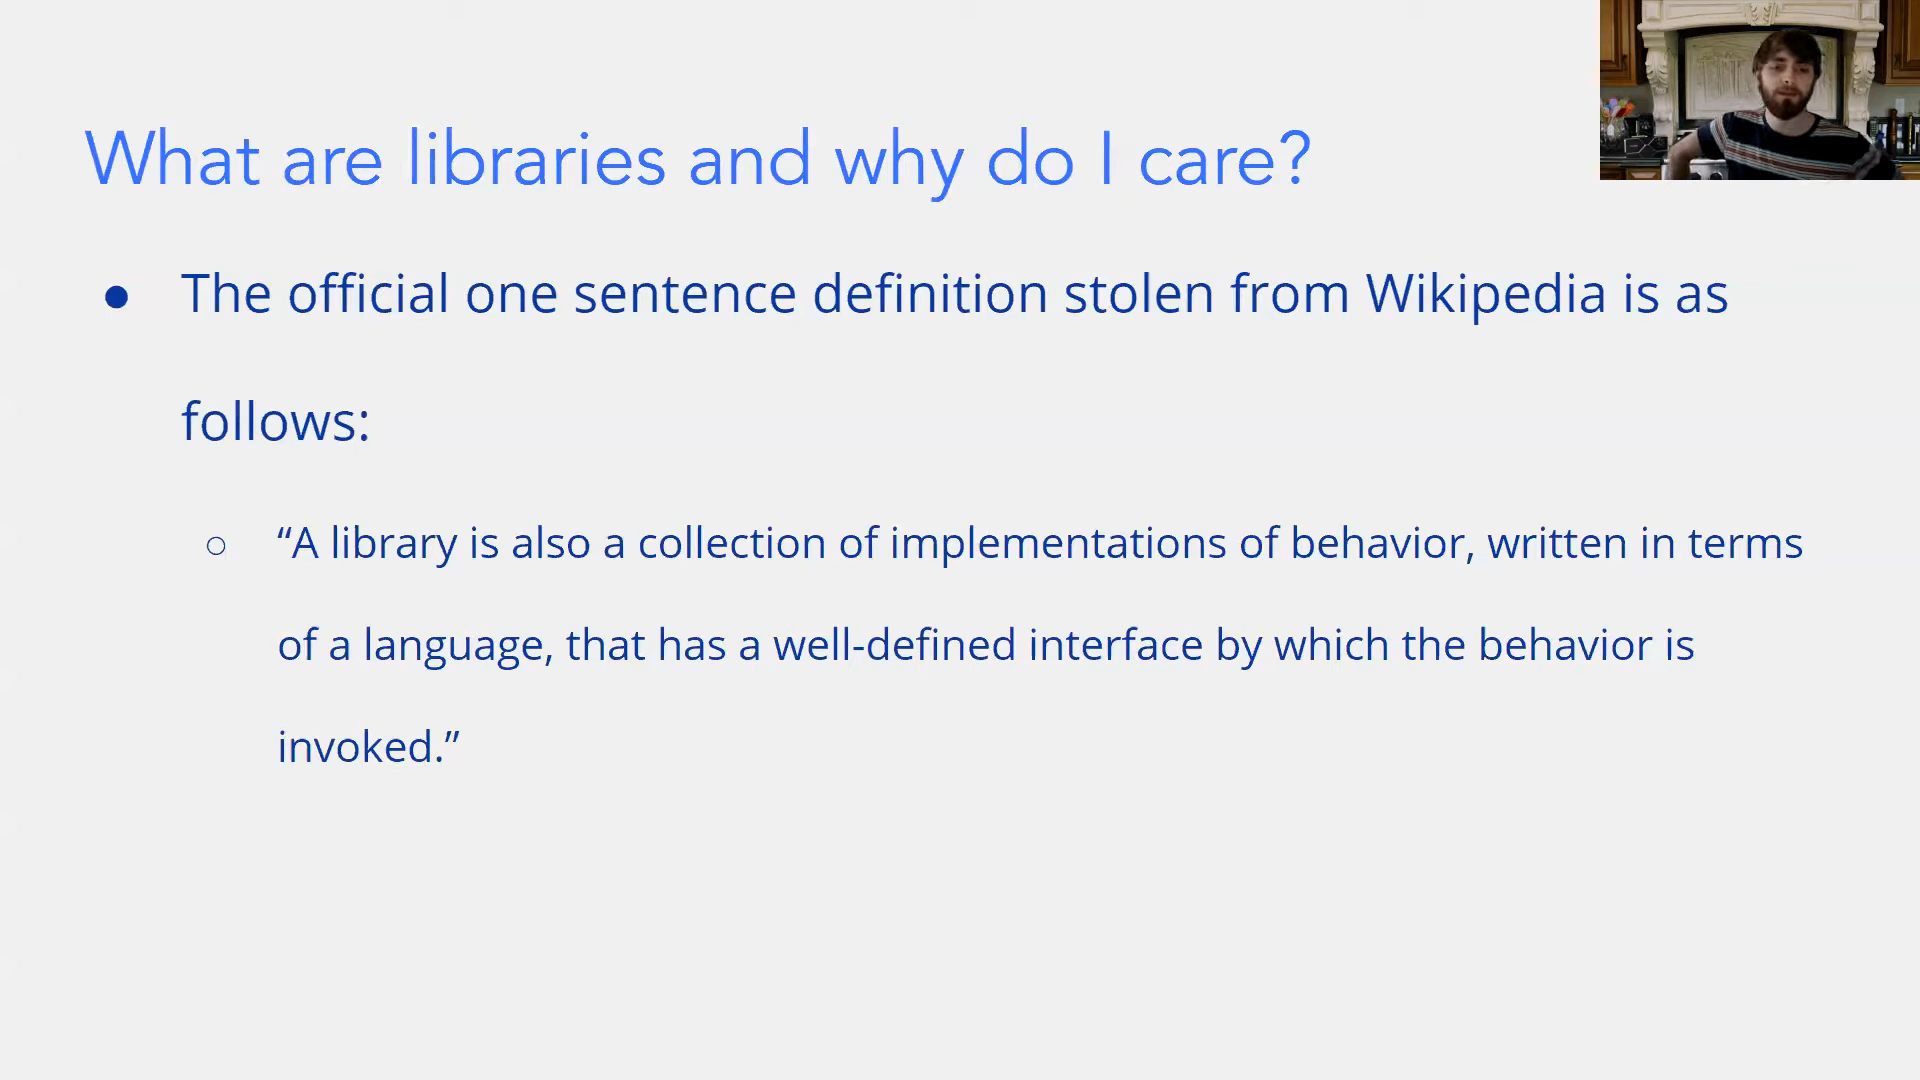 What are libraries and why do I care?
● The official one sentence definition stolen from Wikipedia is as
follows:
○ “A library is also a collection of implementations of behavior, written in terms
of a language, that has a well-defined interface by which the behavior is
invoked.”